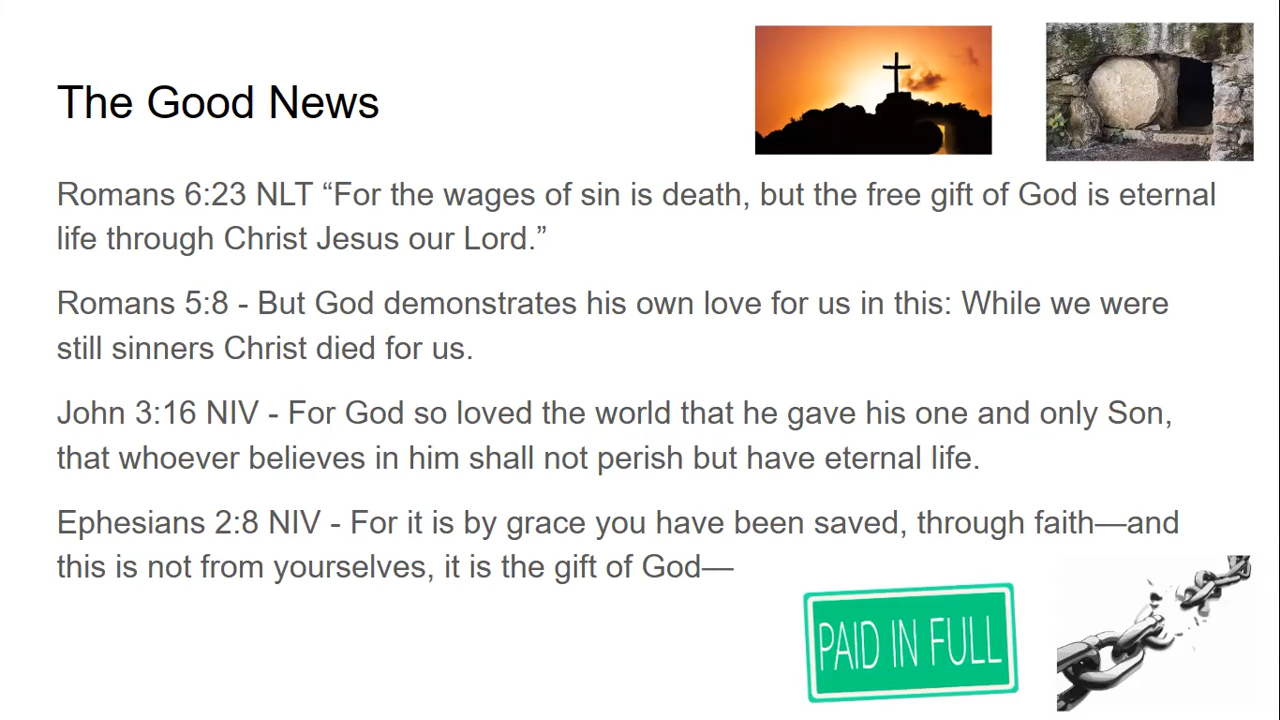 The Good News
Romans 6:23 NLT “For the wages of sin is death, but the free gift of God is eternal
life through Christ Jesus our Lord.”
Romans 5:8 - But God demonstrates his own love for us in this: While we were
still sinners Christ died for us.
John 3:16 NIV - For God so loved the world that he gave his one and only Son,
that whoever believes in him shall not perish but have eternal life.
Ephesians 2:8 NIV - For it is by grace you have been saved, through faith—and
this is not from yourselves, it is the gift of God—
PAID IN FULL